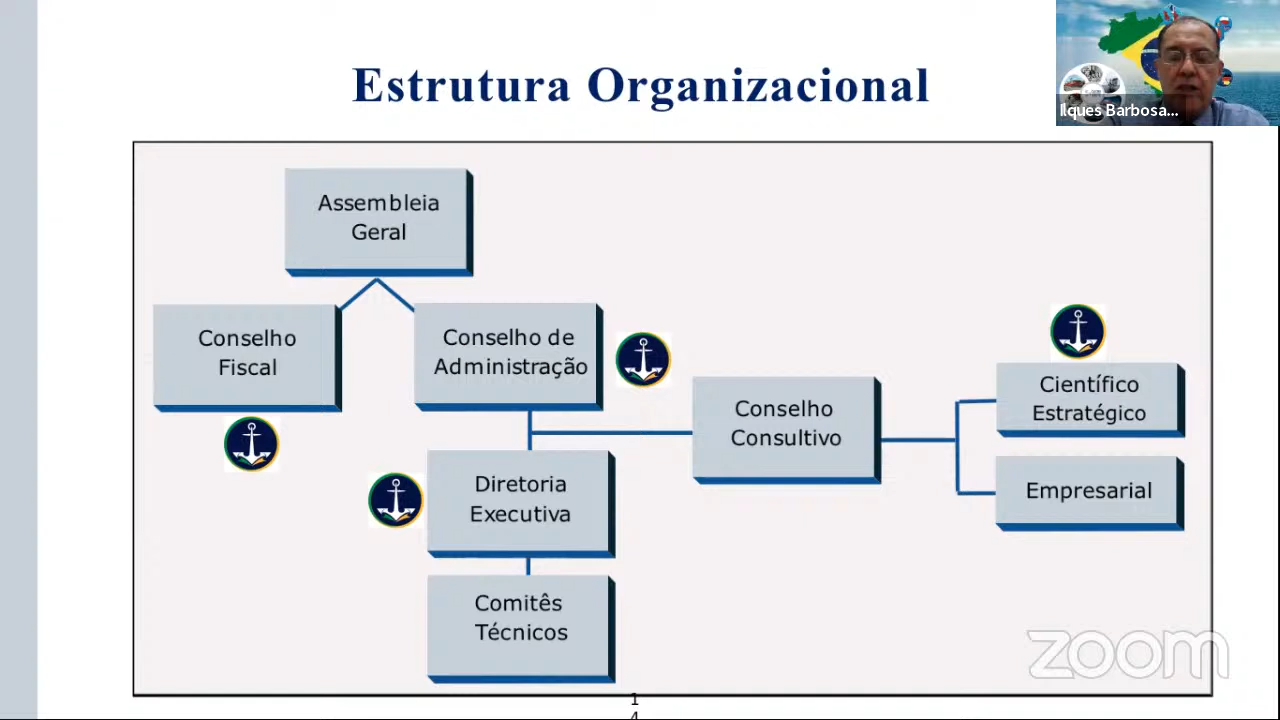 Estrutura Organizacional
Ilques Barbosa...
Assembleia
Geral
Conselho
Fiscal
Conselho de
Administração
Conselho
Consultivo
Científico
Estratégico
Empresarial
Diretoria
Executiva
Comitês
Técnicos
zoom
1
4